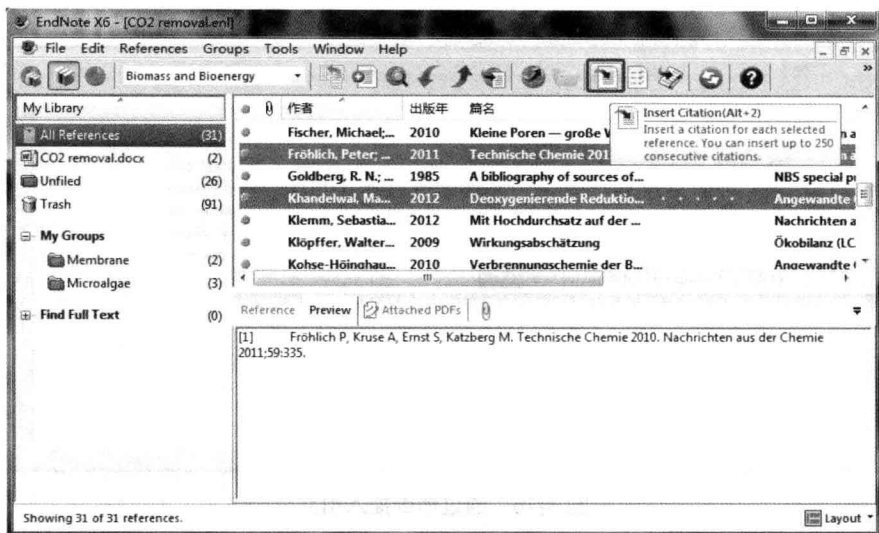 EndNote X6 - [CO2 removal.enl]
File Edit References Groups Tools Window Help
Biomass and Bioenergy
My Library
All References (31)
CO2 removal.docx (2)
Unfiled (26)
Trash (91)
My Groups
Membrane (2)
Microalgae (3)
Find Full Text (0)
作者 出版年 篇名
Fischer, Michael;... 2010 Kleine Poren — große
Fröhlich, Peter; ... 2011 Technische Chemie 201
Goldberg, R. N.; ... 1985 A bibliography of sources of... NBS special
Khandelwal, Ma... 2012 Deoxygenierende Reduktio... Angewandte
Klemm, Sebastia... 2012 Mit Hochdurchsatz auf der ... Nachrichten a
Klöpffer, Walter... 2009 Wirkungsabschätzung Ökobilanz (LC
Kohse-Höinghau... 2010 Verbrennungschemie der B... Angewandte
Insert Citation(Alt+2)
Insert a citation for each selected
reference. You can insert up to 250
consecutive citations.
Reference Preview Attached PDFs
[1] Fröhlich P, Kruse A, Ernst S, Katzberg M. Technische Chemie 2010. Nachrichten aus der Chemie
2011;59:335.
Showing 31 of 31 references.
Layout